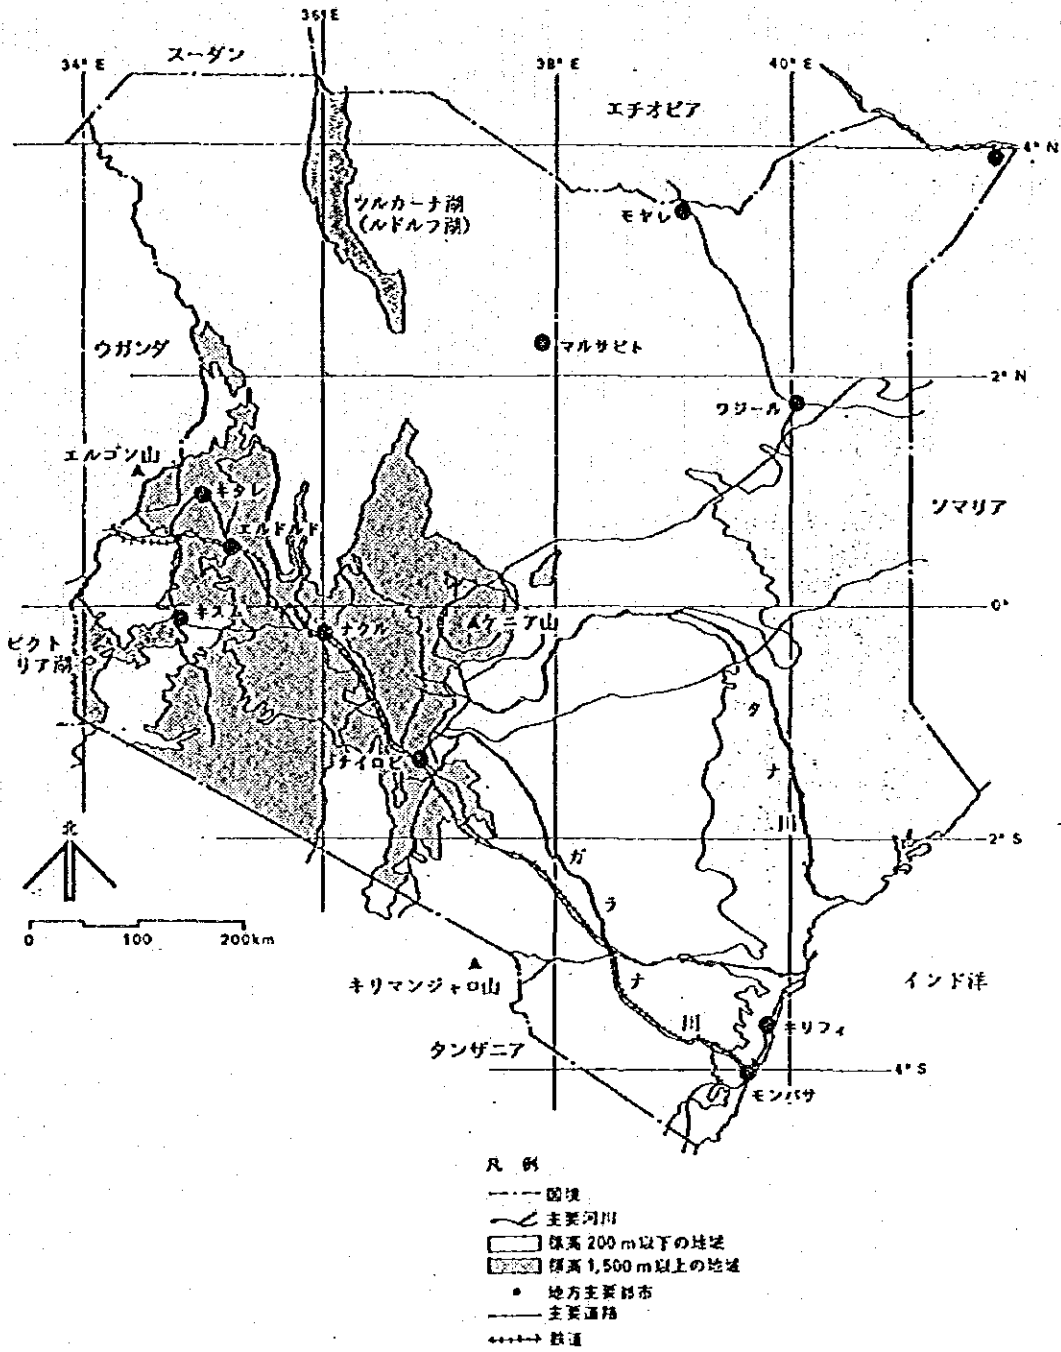 36° E
スーダン
34° E
38° E
40° E
エチオピア
4° N
ツルカーナ湖
(ルドルフ湖)
モヤレ
ウガンダ
マルサビト
2° N
ワジール
エルゴン山
キタレ
ソマリア
エルドルド
0°
キスム
ケニア山
ナクル
ビクト
リア湖
タ
ナイロビ
ナ
川
北
2° S
ガ
ラ
0 100 200km
キリマンジャロ山
ナ
インド洋
川
キリフィ
タンザニア
4° S
モンバサ
凡 例
国境
主要河川
標高 200 m以下の地域
標高 1,500 m以上の地域
地方主要都市
主要道路
鉄道